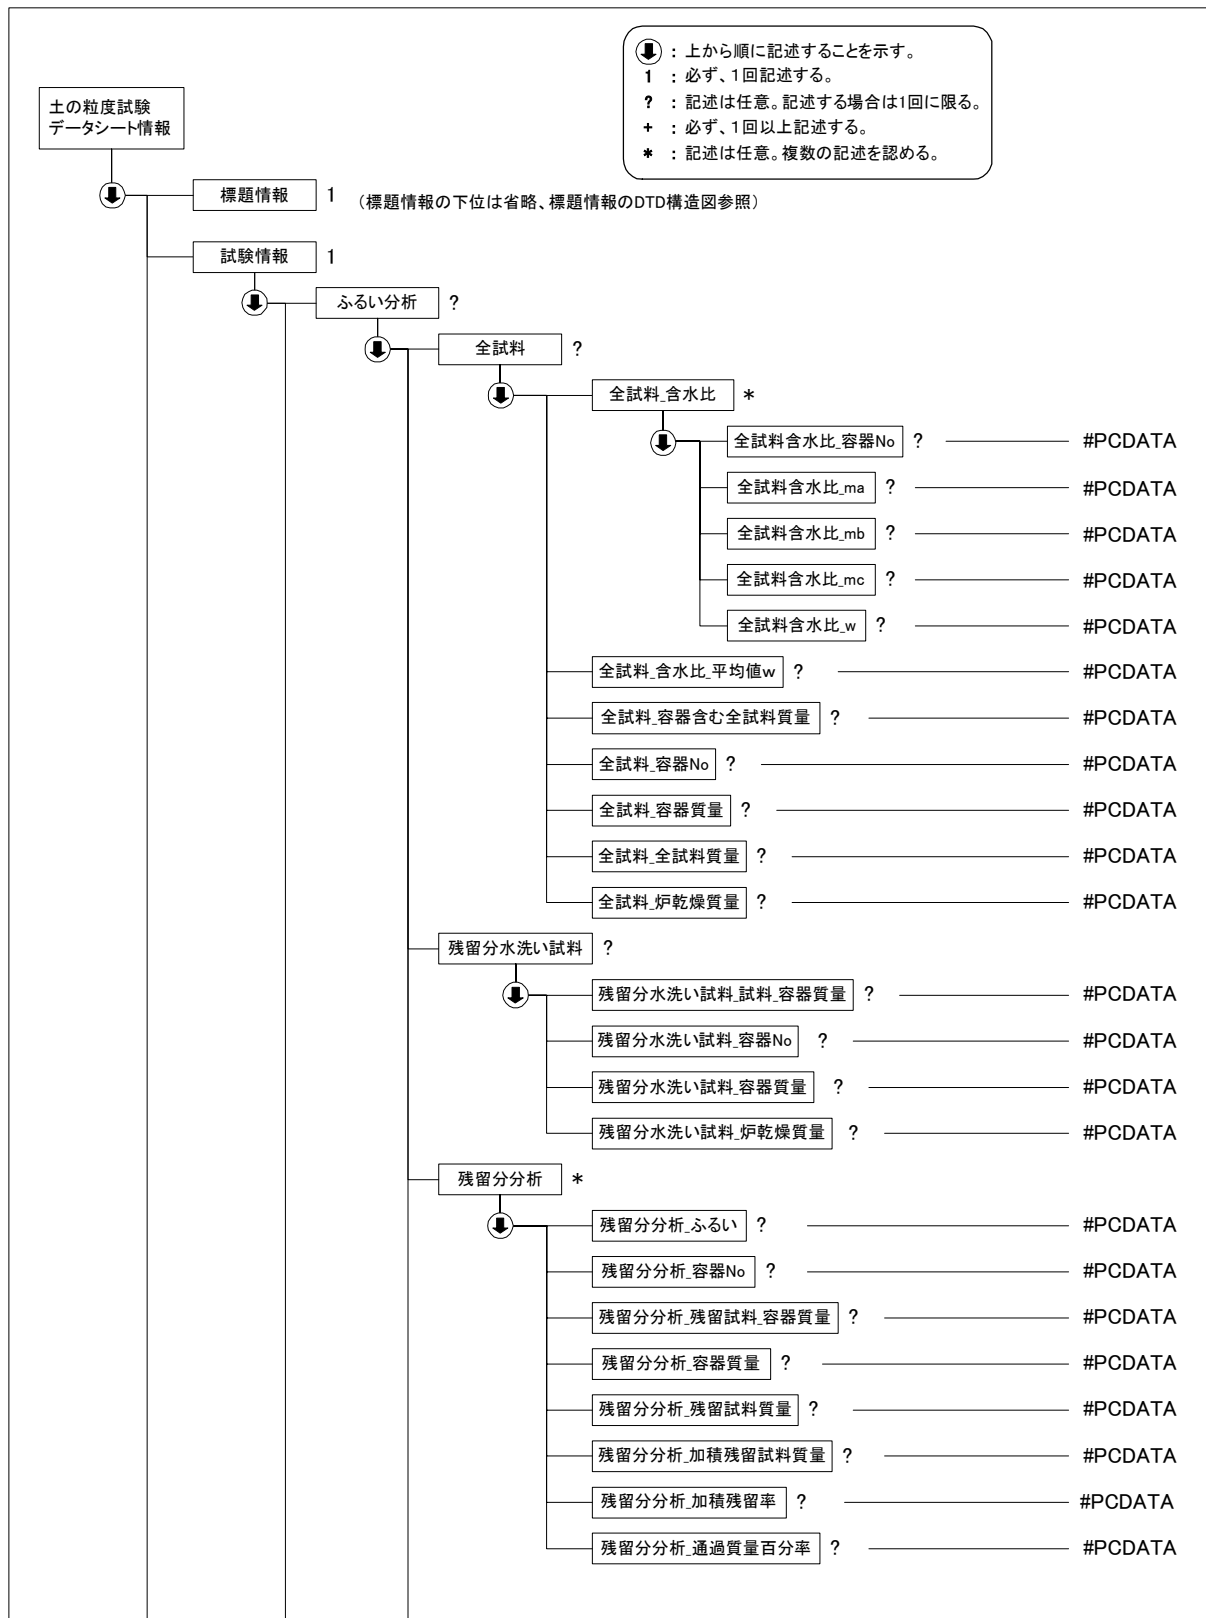 ：上から順に記述することを示す。
1 ：必ず、1回記述する。
? ：記述は任意。記述する場合は1回に限る。
+ ：必ず、1回以上記述する。
* ：記述は任意。複数の記述を認める。
土の粒度試験
データシート情報
標題情報 1 （標題情報の下位は省略、標題情報のDTD構造図参照）
試験情報 1
ふるい分析 ?
全試料 ?
全試料_含水比 *
全試料含水比_容器No ? #PCDATA
全試料含水比_ma ? #PCDATA
全試料含水比_mb ? #PCDATA
全試料含水比_mc ? #PCDATA
全試料含水比_w ? #PCDATA
全試料_含水比_平均値w ? #PCDATA
全試料_容器含む全試料質量 ? #PCDATA
全試料_容器No ? #PCDATA
全試料_容器質量 ? #PCDATA
全試料_全試料質量 ? #PCDATA
全試料_炉乾燥質量 ? #PCDATA
残留分水洗い試料 ?
残留分水洗い試料_試料_容器質量 ? #PCDATA
残留分水洗い試料_容器No ? #PCDATA
残留分水洗い試料_容器質量 ? #PCDATA
残留分水洗い試料_炉乾燥質量 ? #PCDATA
残留分分析 *
残留分分析_ふるい ? #PCDATA
残留分分析_容器No ? #PCDATA
残留分分析_残留試料_容器質量 ? #PCDATA
残留分分析_容器質量 ? #PCDATA
残留分分析_残留試料質量 ? #PCDATA
残留分分析_加積残留試料質量 ? #PCDATA
残留分分析_加積残留率 ? #PCDATA
残留分分析_通過質量百分率 ? #PCDATA